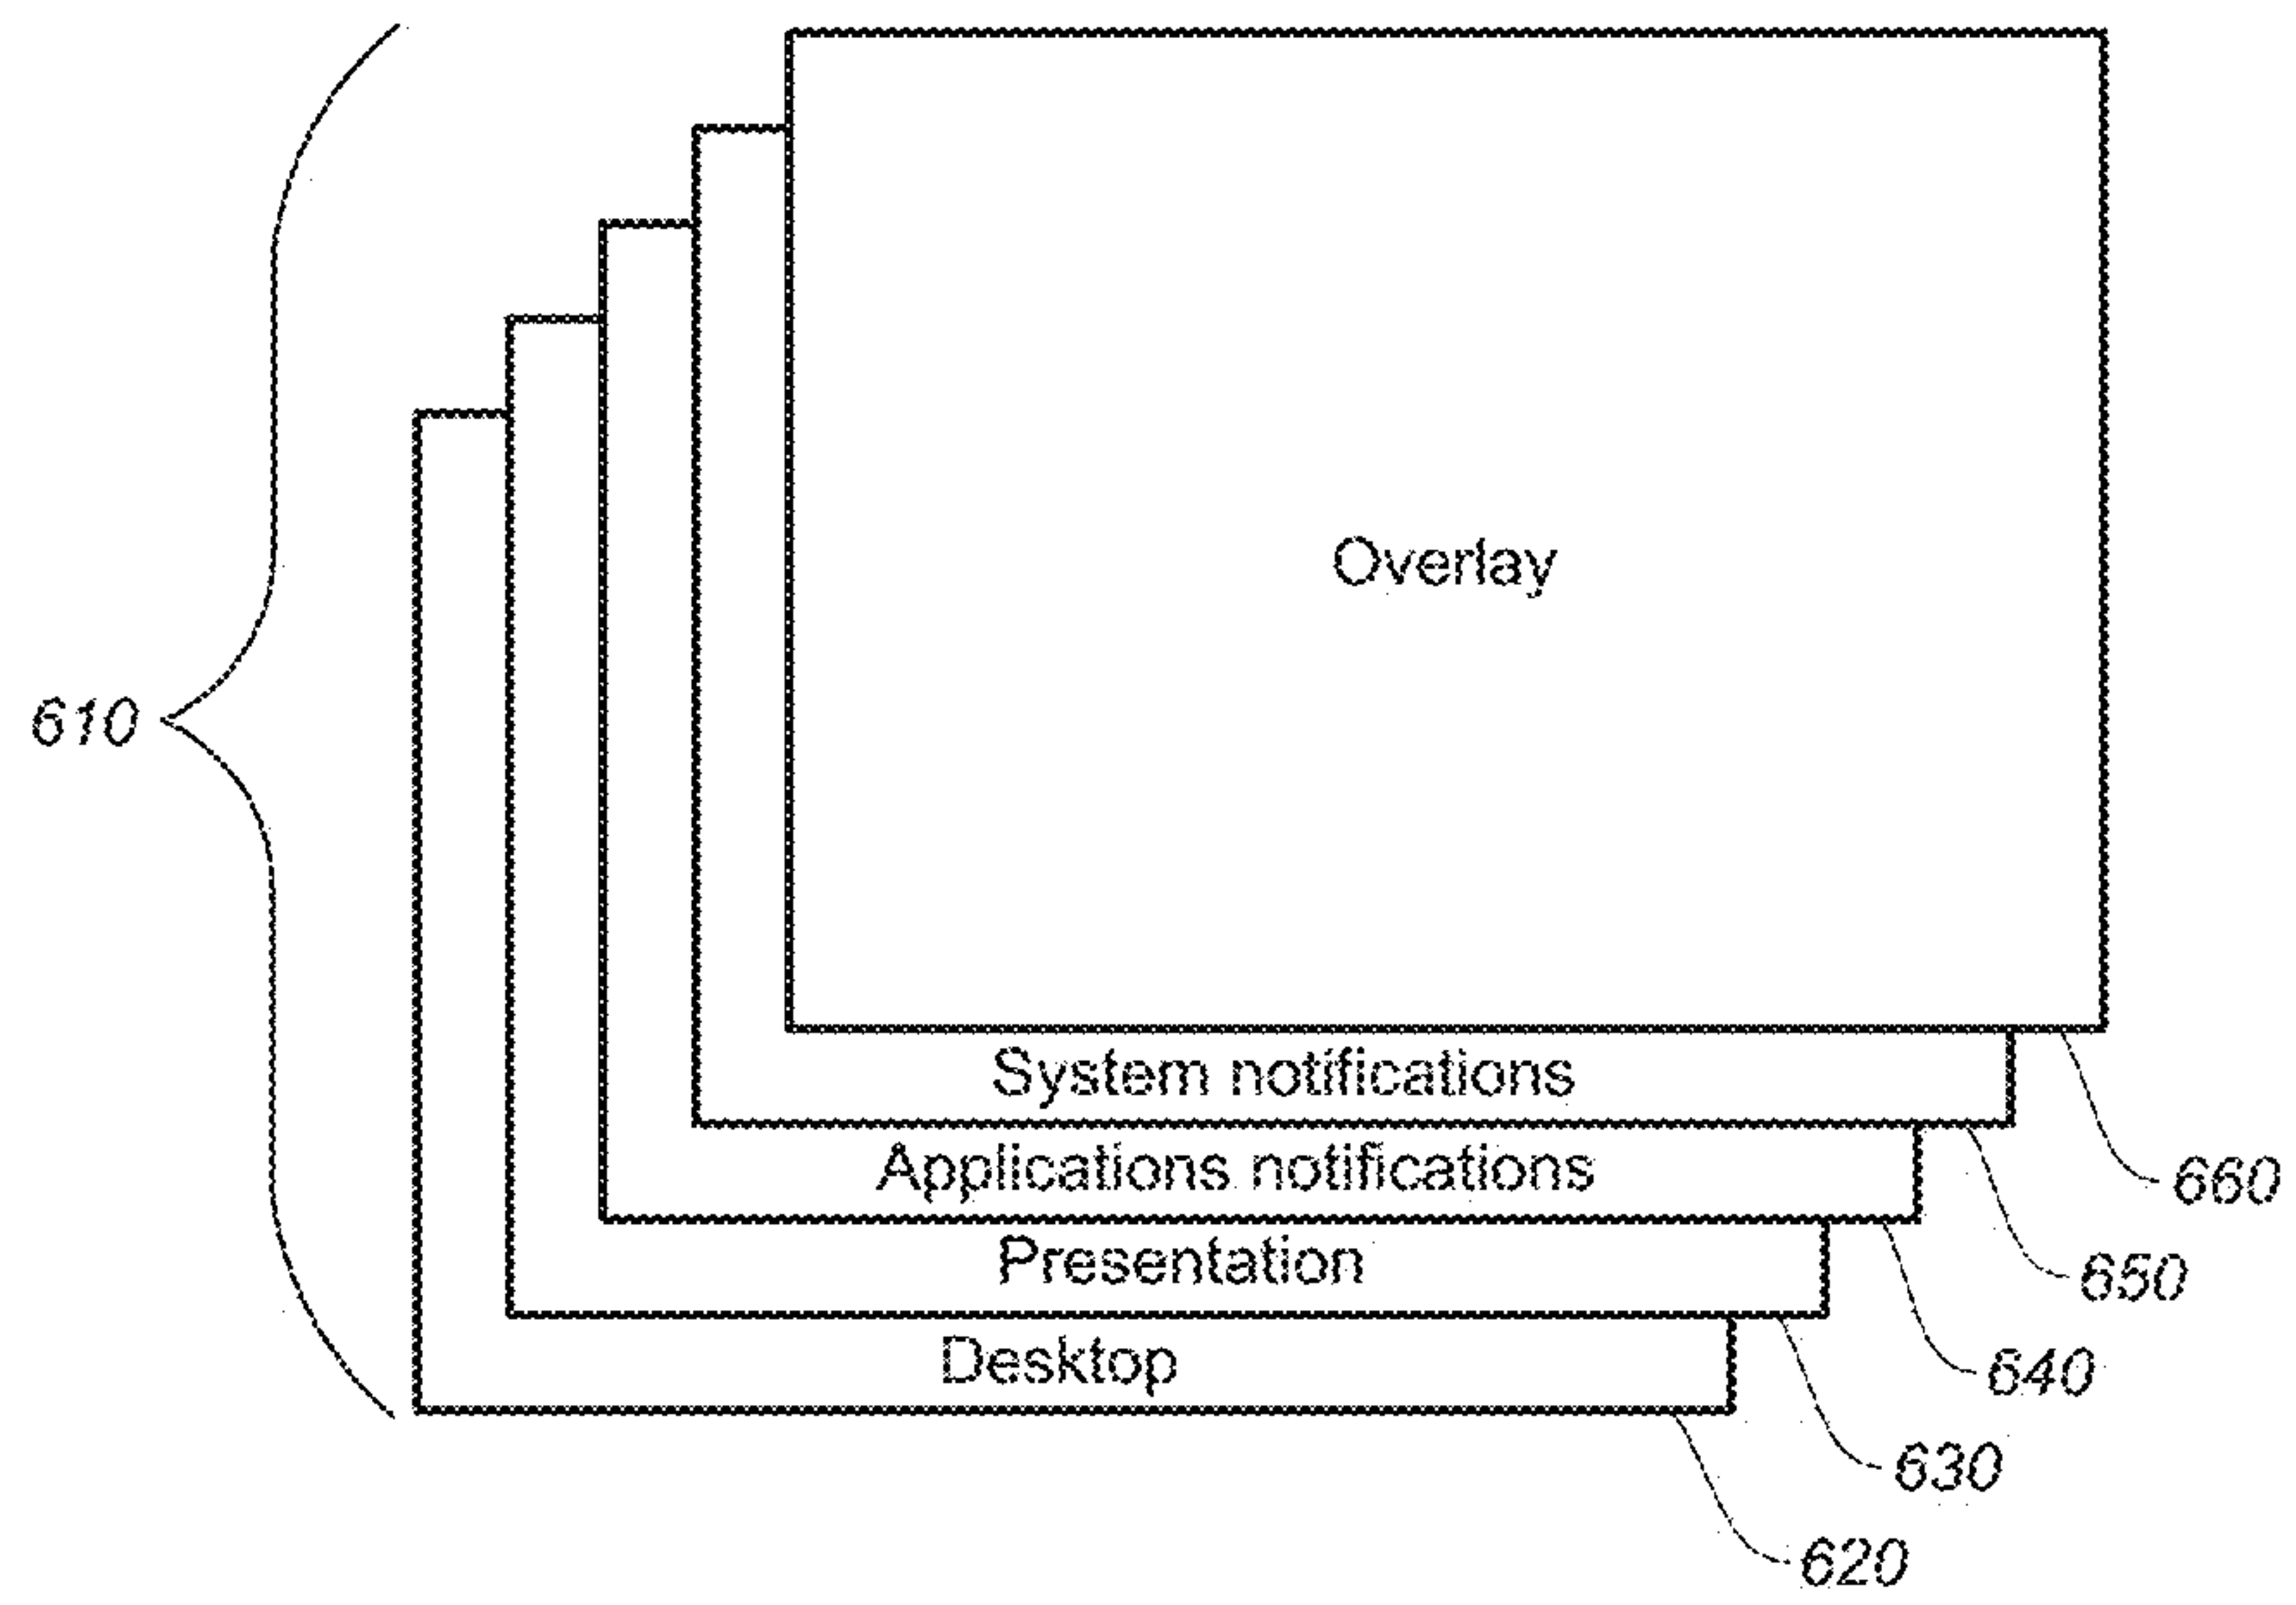 Overlay
610
System notifications
Applications notifications
660
Presentation
650
Desktop
640
630
620